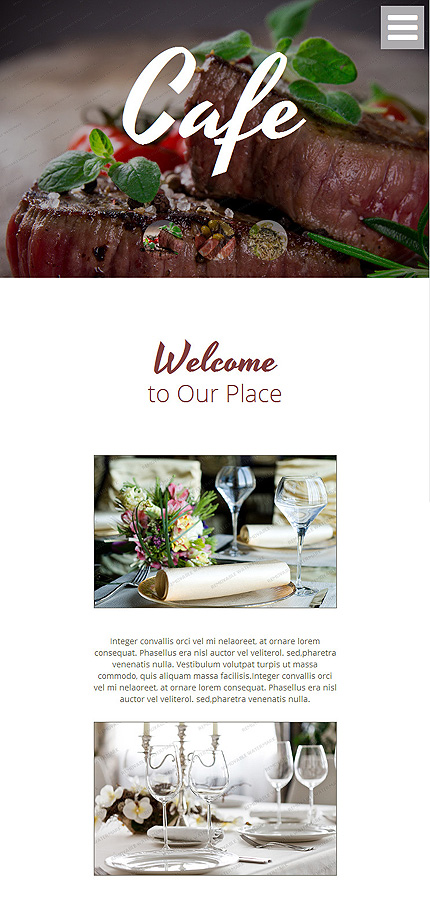 Cafe
Welcome
to Our Place
Integer convallis orci vel mi nelaoreet, at ornare lorem
consequat. Phasellus era nisl auctor vel veliterol. sed,pharetra
venenatis nulla. Vestibulum volutpat turpis ut massa
commodo, quis aliquam massa facilisis.Integer convallis orci
vel mi nelaoreet, at ornare lorem consequat. Phasellus era nisl
auctor vel veliterol. sed,pharetra venenatis nulla.